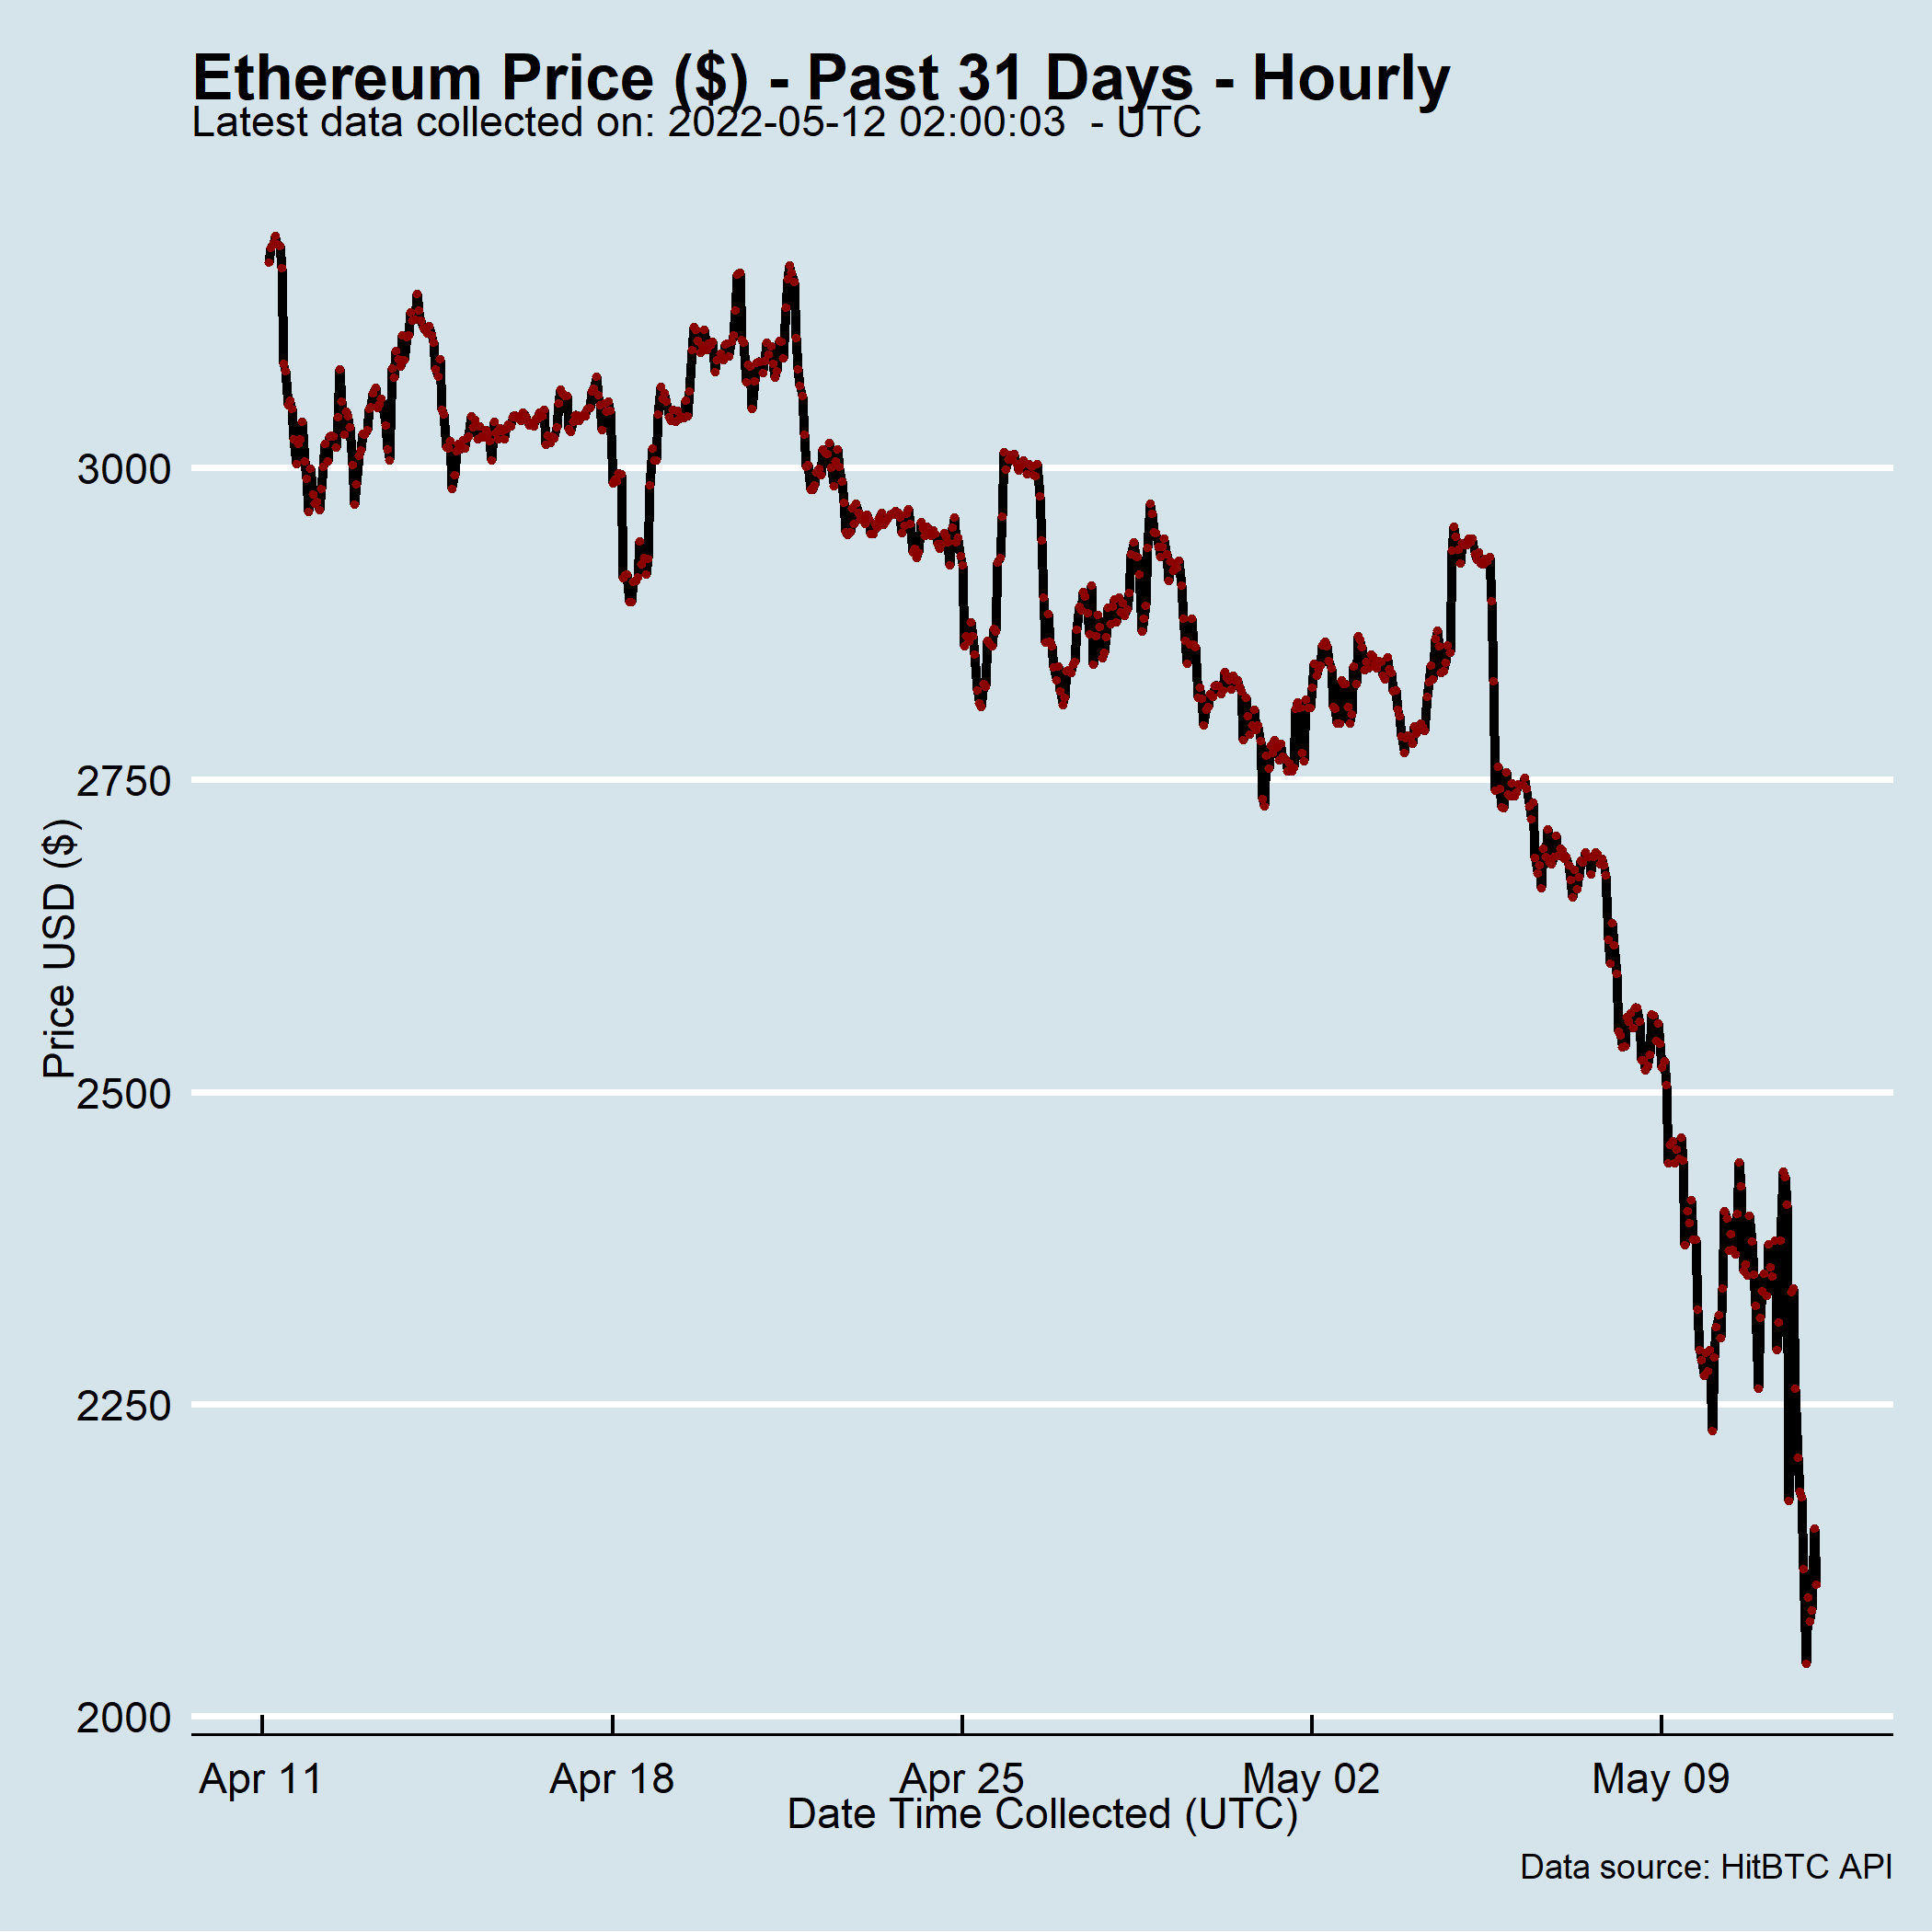 Ethereum Price ($) - Past 31 Days - Hourly
Latest data collected on: 2022-05-12 02:00:03  - UTC
Price USD ($)
3000
2750
2500
2250
2000
Apr 11
Apr 18
Apr 25
May 02
May 09
Date Time Collected (UTC)
Data source: HitBTC API